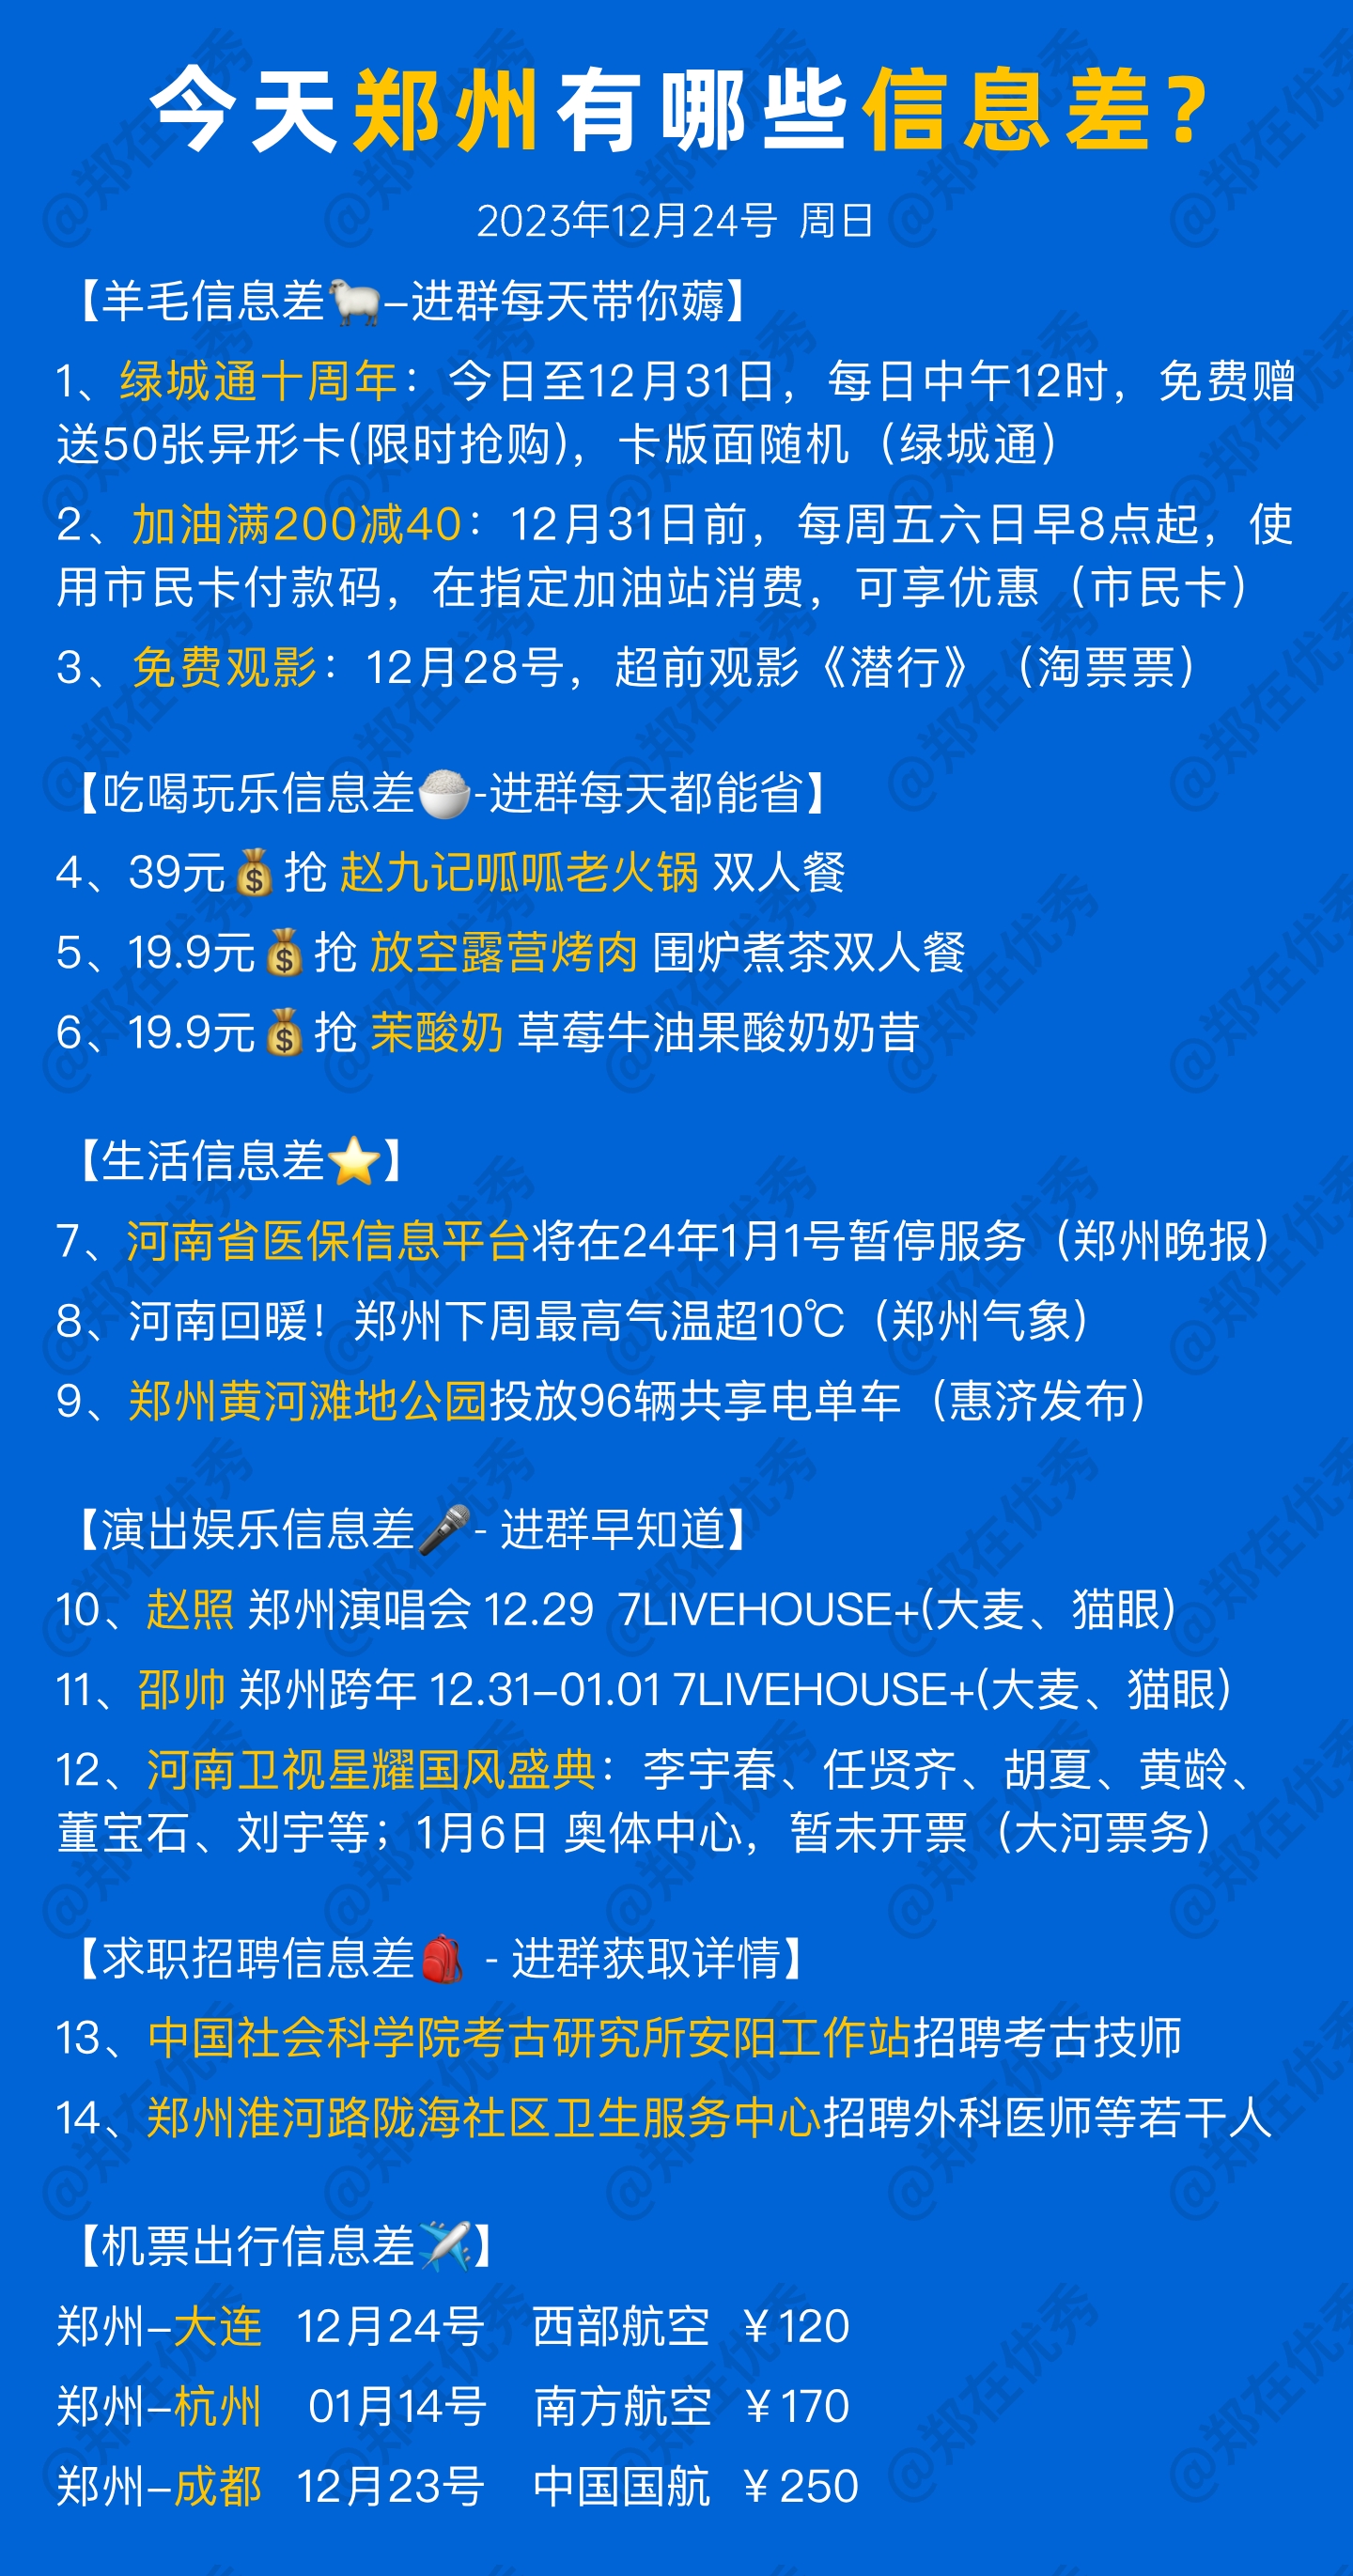 今天郑州有哪些信息差?
2023年12月24号 周日
【羊毛信息差🐑–进群每天带你薅】
1、绿城通十周年：今日至12月31日，每日中午12时，免费赠
送50张异形卡(限时抢购)，卡版面随机（绿城通）
2、加油满200减40：12月31日前，每周五六日早8点起，使
用市民卡付款码，在指定加油站消费，可享优惠（市民卡）
3、免费观影：12月28号，超前观影《潜行》（淘票票）
【吃喝玩乐信息差🍚-进群每天都能省】
4、39元💰抢 赵九记呱呱老火锅 双人餐
5、19.9元💰抢 放空露营烤肉 围炉煮茶双人餐
6、19.9元💰抢 茉酸奶 草莓牛油果酸奶奶昔
【生活信息差⭐】
7、河南省医保信息平台将在24年1月1号暂停服务（郑州晚报）
8、河南回暖！郑州下周最高气温超10℃（郑州气象）
9、郑州黄河滩地公园投放96辆共享电单车（惠济发布）
【演出娱乐信息差🎤- 进群早知道】
10、赵照 郑州演唱会 12.29 7LIVEHOUSE+(大麦、猫眼)
11、邵帅 郑州跨年 12.31–01.01 7LIVEHOUSE+(大麦、猫眼)
12、河南卫视星耀国风盛典：李宇春、任贤齐、胡夏、黄龄、
董宝石、刘宇等；1月6日 奥体中心，暂未开票（大河票务）
【求职招聘信息差🎒 - 进群获取详情】
13、中国社会科学院考古研究所安阳工作站招聘考古技师
14、郑州淮河路陇海社区卫生服务中心招聘外科医师等若干人
【机票出行信息差✈️】
郑州–大连 12月24号 西部航空 ￥120
郑州–杭州 01月14号 南方航空 ￥170
郑州–成都 12月23号 中国国航 ￥250
@郑在优秀